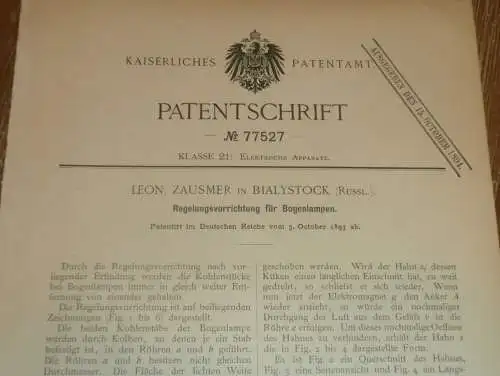 KAISERLICHES PATENTAMT.
AUSGEGEBEN DEN 15. OCTOBER 1894.
PATENTSCHRIFT
№ 77527
KLASSE 21: ELEKTRISCHE APPARATE.
LEON ZAUSMER IN BIALYSTOCK (RUSSL.).
Regelungsvorrichtung für Bogenlampen.
Patentirt im Deutschen Reiche vom 3. October 1893 ab.
Durch die Regelungsvorrichtung nach vor-
liegender Erfindung werden die Kohlenstücke
bei Bogenlampen immer in gleich weiter Ent-
fernung von einander gehalten.
Die Regelungsvorrichtung ist auf beiliegenden
Zeichnungen (Fig. 1 bis 6) dargestellt.
Die beiden Kohlenstäbe der Bogenlampe
werden durch Kolben, an deren je ein Stab
befestigt ist, in den Röhren a und b geführt.
Die Röhren a und b besitzen nicht gleichen
Durchmesser. Die Fläche der lichten Weite
geschoben werden. Wird der Hahn a, dessen
Küken einen länglichen Einschnitt hat, zu weit
gedreht, so schließt er sich wieder. Wenn
nun jetzt der Elektromagnet g den Anker A
wieder anzieht, so würde ein nochmaliger
Durchgang der Luft aus dem Gefäß h ist die
Röhre a erfolgen. Um dieses nochmalige Oeffnen
des Hahnes zu verhindern, erhält der Hahn 1
die in Fig. 2 bis 4 dargestellte Form.
Es ist Fig. 2 ein Querschnitt des Hahnes,
Fig. 3 eine Seitenansicht und Fig. 4 ein Längs-